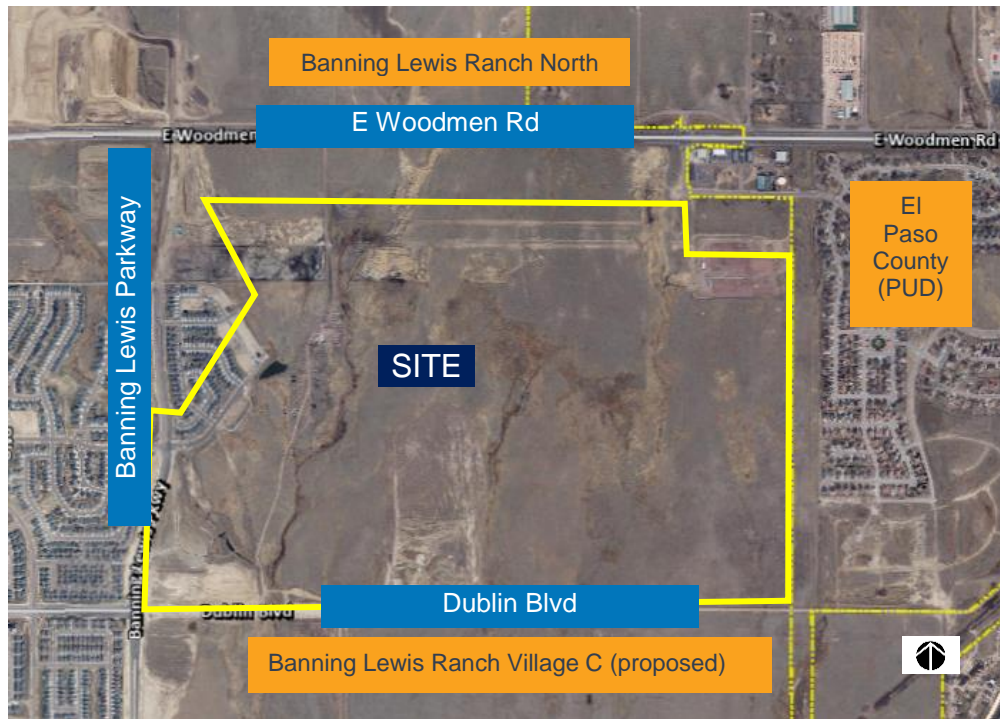 Banning Lewis Ranch North
E Woodmen Rd
E Woodmen
E Woodmen Rd
Banning Lewis Parkway
El
Paso
County
(PUD)
SITE
Pkwy
Dublin Blvd
Dublin Blvd
Banning Lewis Ranch Village C (proposed)